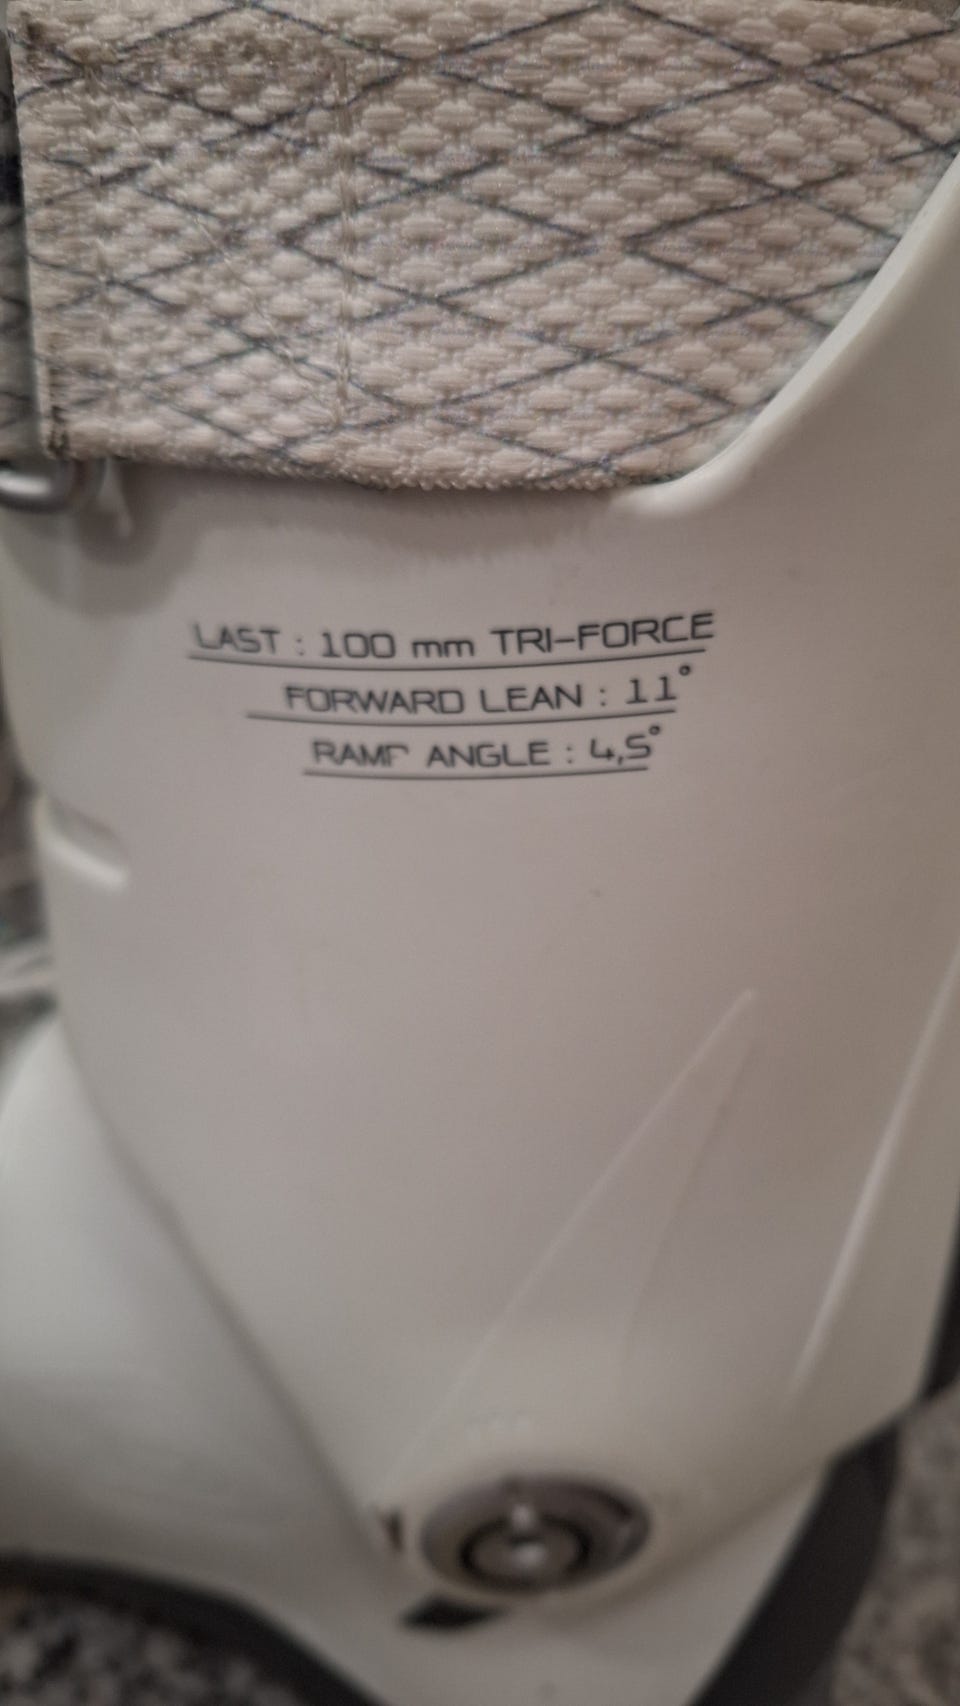 LAST : 100 mm TRI-FORCE
FORWARD LEAN : 11°
RAMP ANGLE : 4,5°